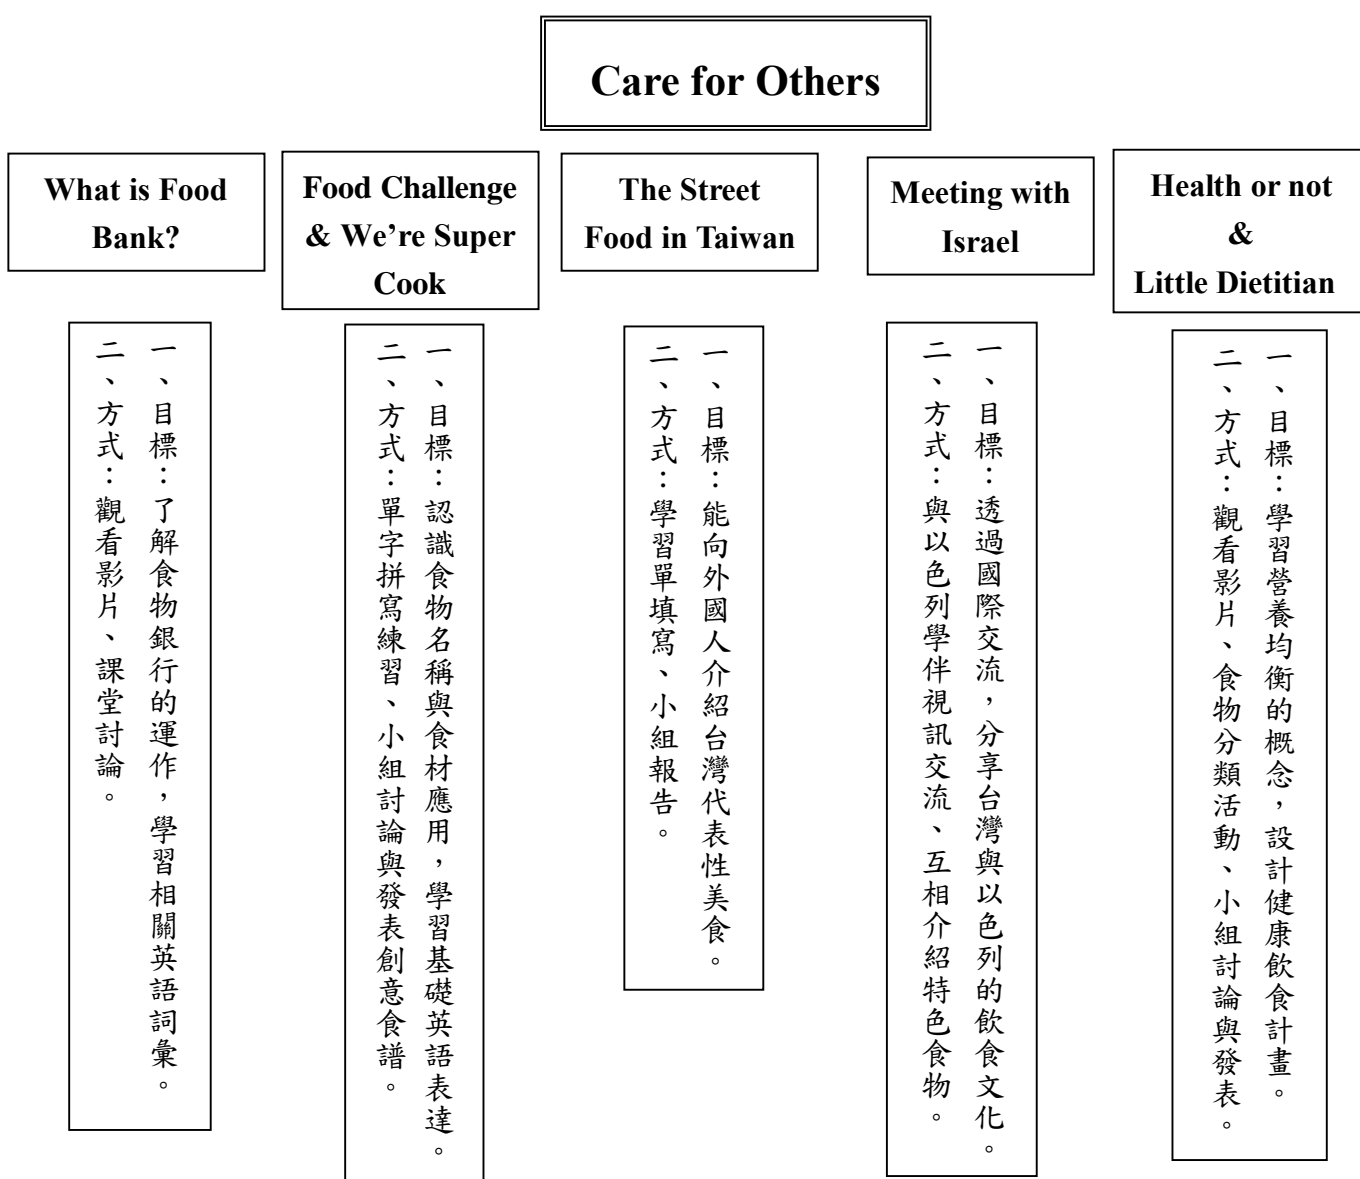 Care for Others
What is Food
Bank?
Food Challenge
& We’re Super
Cook
The Street
Food in Taiwan
Meeting with
Israel
Health or not
&
Little Dietitian
一、目標：了解食物銀行的運作，學習相關英語詞彙。
二、方式：觀看影片、課堂討論。
一、目標：認識食物名稱與食材應用，學習基礎英語表達。
二、方式：單字拼寫練習、小組討論與發表創意食譜。
一、目標：能向外國人介紹台灣代表性美食。
二、方式：學習單填寫、小組報告。
一、目標：透過國際交流，分享台灣與以色列的飲食文化。
二、方式：與以色列學伴視訊交流、互相介紹特色食物。
一、目標：學習營養均衡的概念，設計健康飲食計畫。
二、方式：觀看影片、食物分類活動、小組討論與發表。